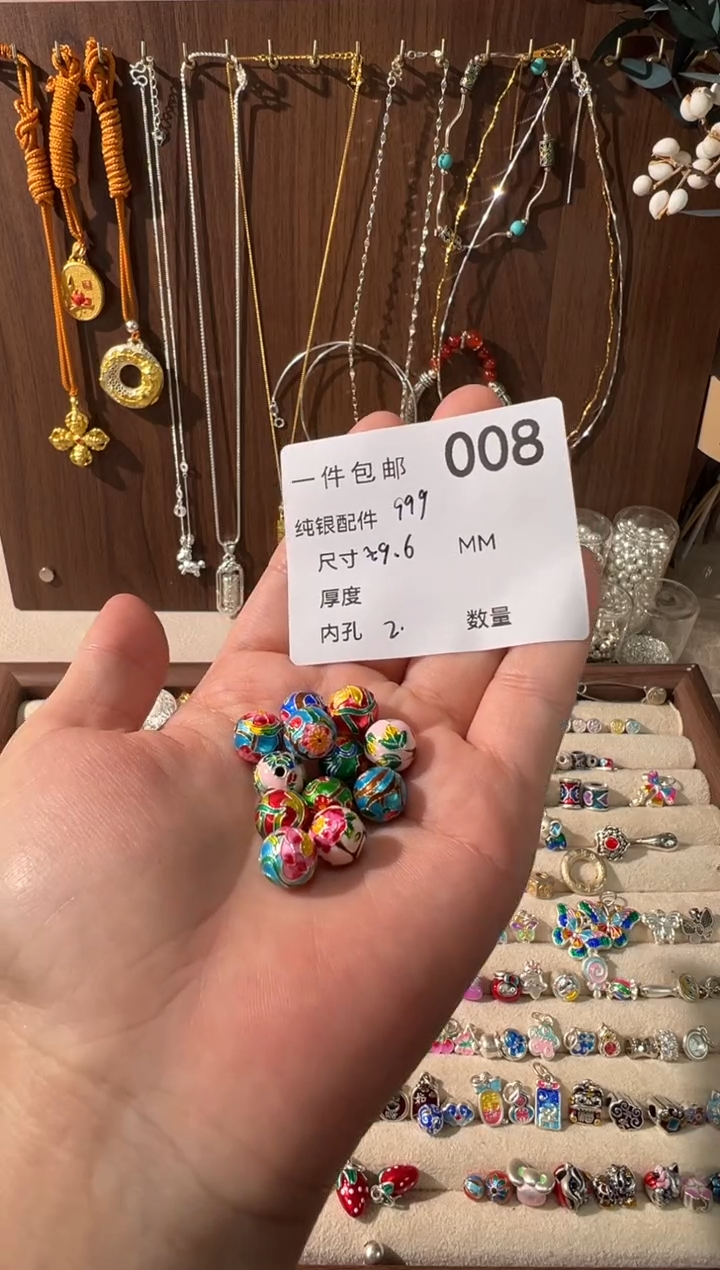 一件包邮 008
纯银配件 999
尺寸≈9.6 MM
厚度
内孔 2. 数量